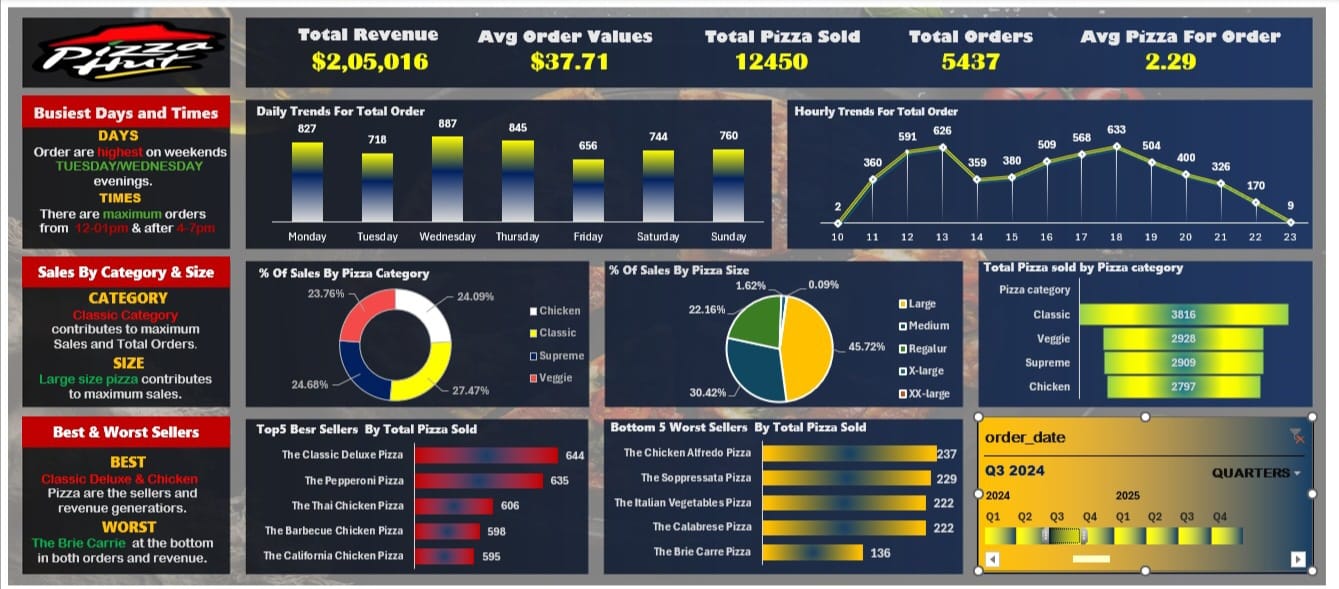 Pizza
Hut
Total Revenue
$2,05,016
Avg Order Values
$37.71
Total Pizza Sold
12450
Total Orders
5437
Avg Pizza For Order
2.29
Busiest Days and Times
DAYS
Order are highest on weekends
TUESDAY/WEDNESDAY
evenings.
TIMES
There are maximum orders
from 12-01pm & after 4-7pm
Daily Trends For Total Order
827
718
887
845
656
744
760
Monday
Tuesday
Wednesday
Thursday
Friday
Saturday
Sunday
Hourly Trends For Total Order
2
360
591
626
359
380
509
568
633
504
400
326
170
9
10
11
12
13
14
15
16
17
18
19
20
21
22
23
Sales By Category & Size
CATEGORY
Classic Category
contributes to maximum
Sales and Total Orders.
SIZE
Large size pizza contributes
to maximum sales.
% Of Sales By Pizza Category
23.76%
24.09%
24.68%
27.47%
Chicken
Classic
Supreme
Veggie
% Of Sales By Pizza Size
1.62%
0.09%
22.16%
45.72%
30.42%
Large
Medium
Regalur
X-large
XX-large
Total Pizza sold by Pizza category
Pizza category
Classic 3816
Veggie 2928
Supreme 2909
Chicken 2797
Best & Worst Sellers
BEST
Classic Deluxe & Chicken
Pizza are the sellers and
revenue generatiors.
WORST
The Brie Carrie at the bottom
in both orders and revenue.
Top5 Besr Sellers By Total Pizza Sold
The Classic Deluxe Pizza 644
The Pepperoni Pizza 635
The Thai Chicken Pizza 606
The Barbecue Chicken Pizza 598
The California Chicken Pizza 595
Bottom 5 Worst Sellers By Total Pizza Sold
The Chicken Alfredo Pizza 237
The Soppressata Pizza 229
The Italian Vegetables Pizza 222
The Calabrese Pizza 222
The Brie Carre Pizza 136
order_date
Q3 2024
QUARTERS
2024 2025
Q1 Q2 Q3 Q4 Q1 Q2 Q3 Q4